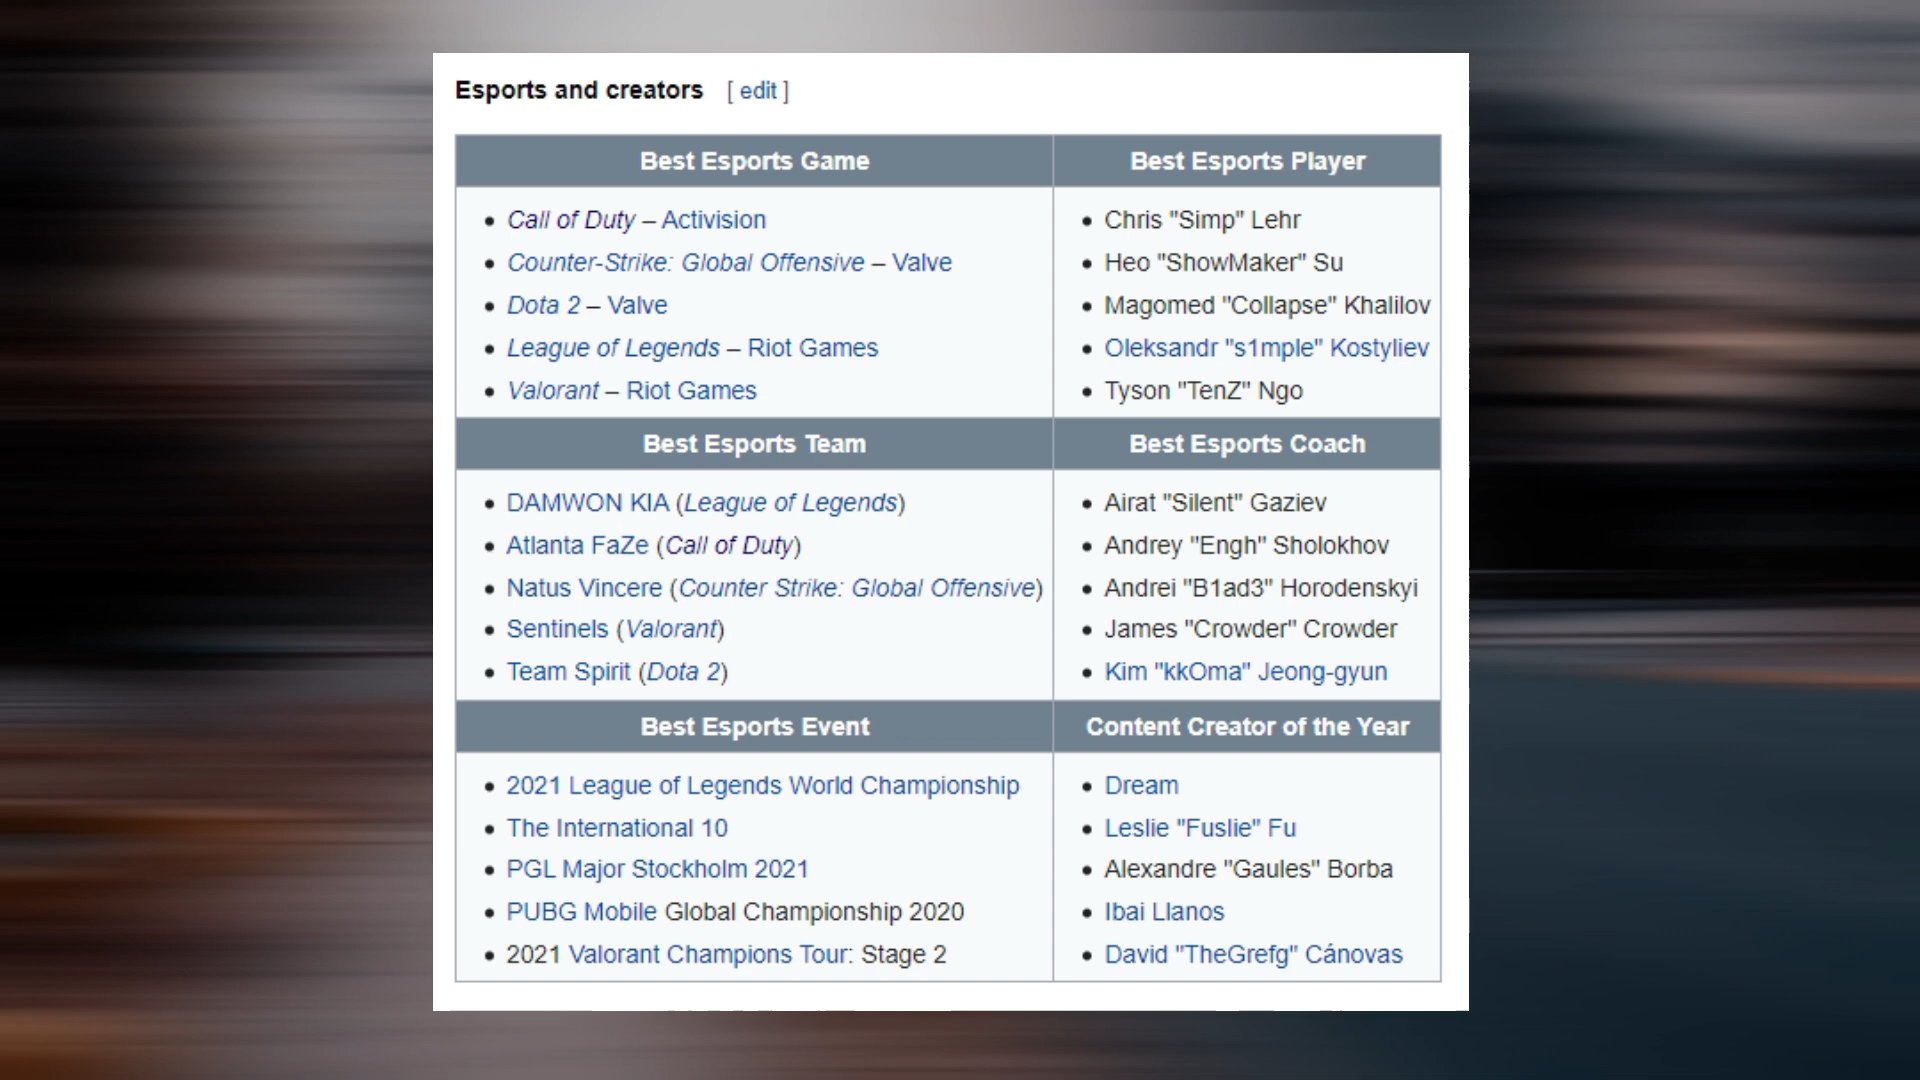 Esports and creators [ edit ]
Best Esports Game
Call of Duty – Activision
Counter-Strike: Global Offensive – Valve
Dota 2 – Valve
League of Legends – Riot Games
Valorant – Riot Games
Best Esports Player
Chris "Simp" Lehr
Heo "ShowMaker" Su
Magomed "Collapse" Khalilov
Oleksandr "s1mple" Kostyliev
Tyson "TenZ" Ngo
Best Esports Team
DAMWON KIA (League of Legends)
Atlanta FaZe (Call of Duty)
Natus Vincere (Counter Strike: Global Offensive)
Sentinels (Valorant)
Team Spirit (Dota 2)
Best Esports Coach
Airat "Silent" Gaziev
Andrey "Engh" Sholokhov
Andrei "B1ad3" Horodenskyi
James "Crowder" Crowder
Kim "kkOma" Jeong-gyun
Best Esports Event
2021 League of Legends World Championship
The International 10
PGL Major Stockholm 2021
PUBG Mobile Global Championship 2020
2021 Valorant Champions Tour: Stage 2
Content Creator of the Year
Dream
Leslie "Fuslie" Fu
Alexandre "Gaules" Borba
Ibai Llanos
David "TheGrefg" Cánovas